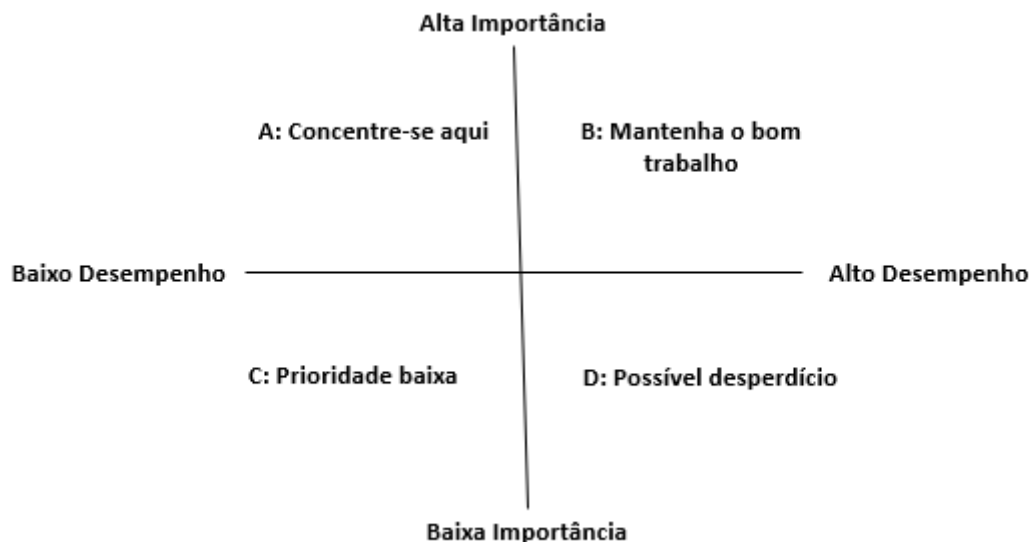 Alta Importância
A: Concentre-se aqui
B: Mantenha o bom
trabalho
Baixo Desempenho
Alto Desempenho
C: Prioridade baixa
D: Possível desperdício
Baixa Importância